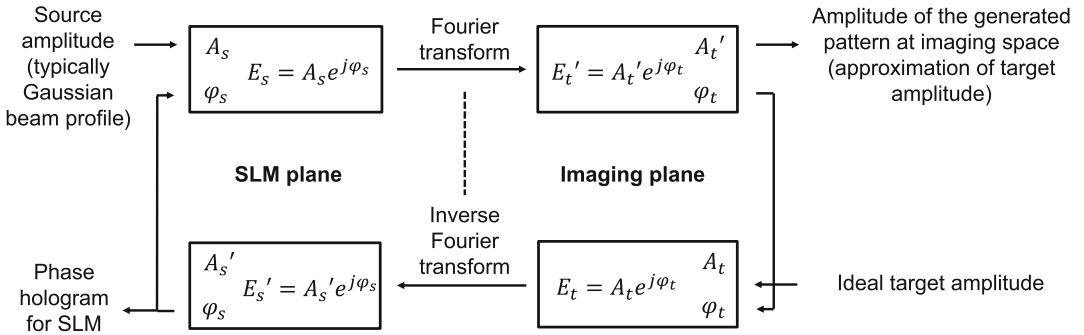 Source
amplitude
(typically
Gaussian
beam profile)
A_s
E_s = A_s e^{jφ_s}
φ_s
Fourier
transform
A_t′
E_t′ = A_t′ e^{jφ_t}
φ_t
Amplitude of the generated
pattern at imaging space
(approximation of target
amplitude)
SLM plane
Imaging plane
Phase
hologram
for SLM
A_s′
E_s′ = A_s′ e^{jφ_s}
φ_s
Inverse
Fourier
transform
A_t
E_t = A_t e^{jφ_t}
φ_t
Ideal target amplitude